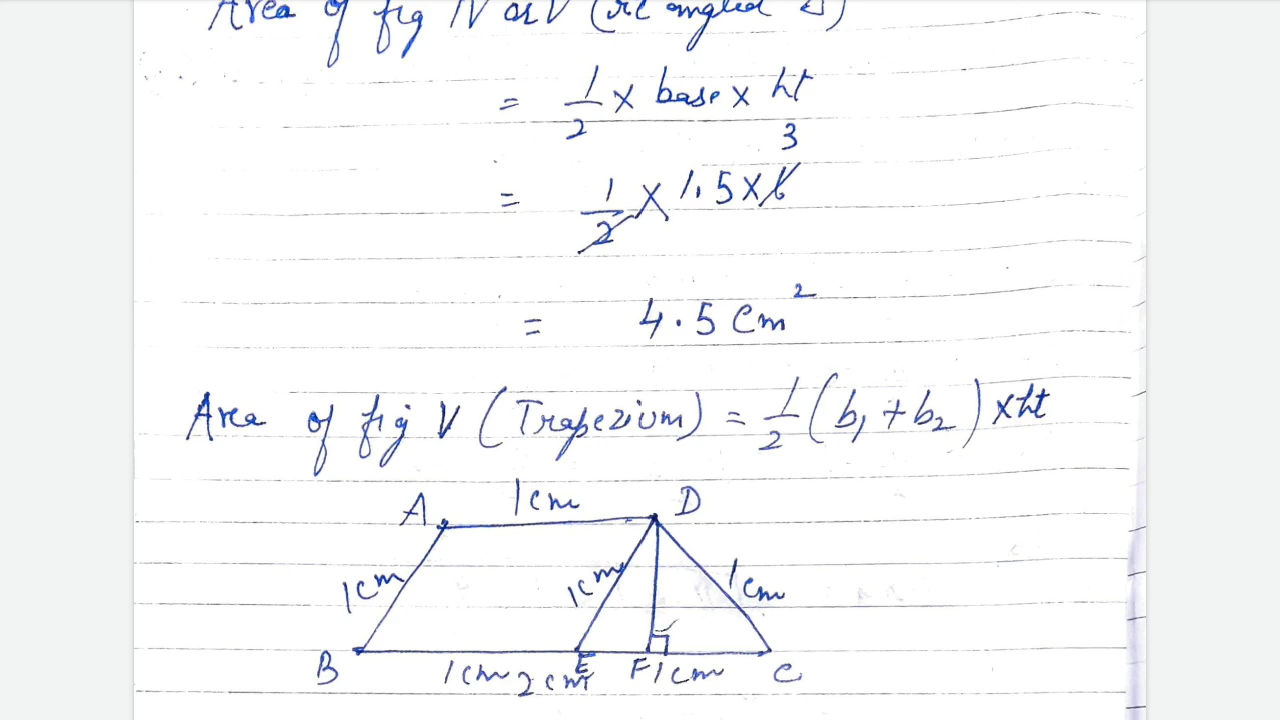 Area of fig IV or V (rt angled Δ)
= 1/2 × base × ht
3
= 1/2 × 1.5 × 6
= 4.5 cm²
Area of fig V (Trapezium) = 1/2 (b₁ + b₂) × ht
A 1cm D
1cm 1cm 1cm
B 1cm 2cm E F 1cm C